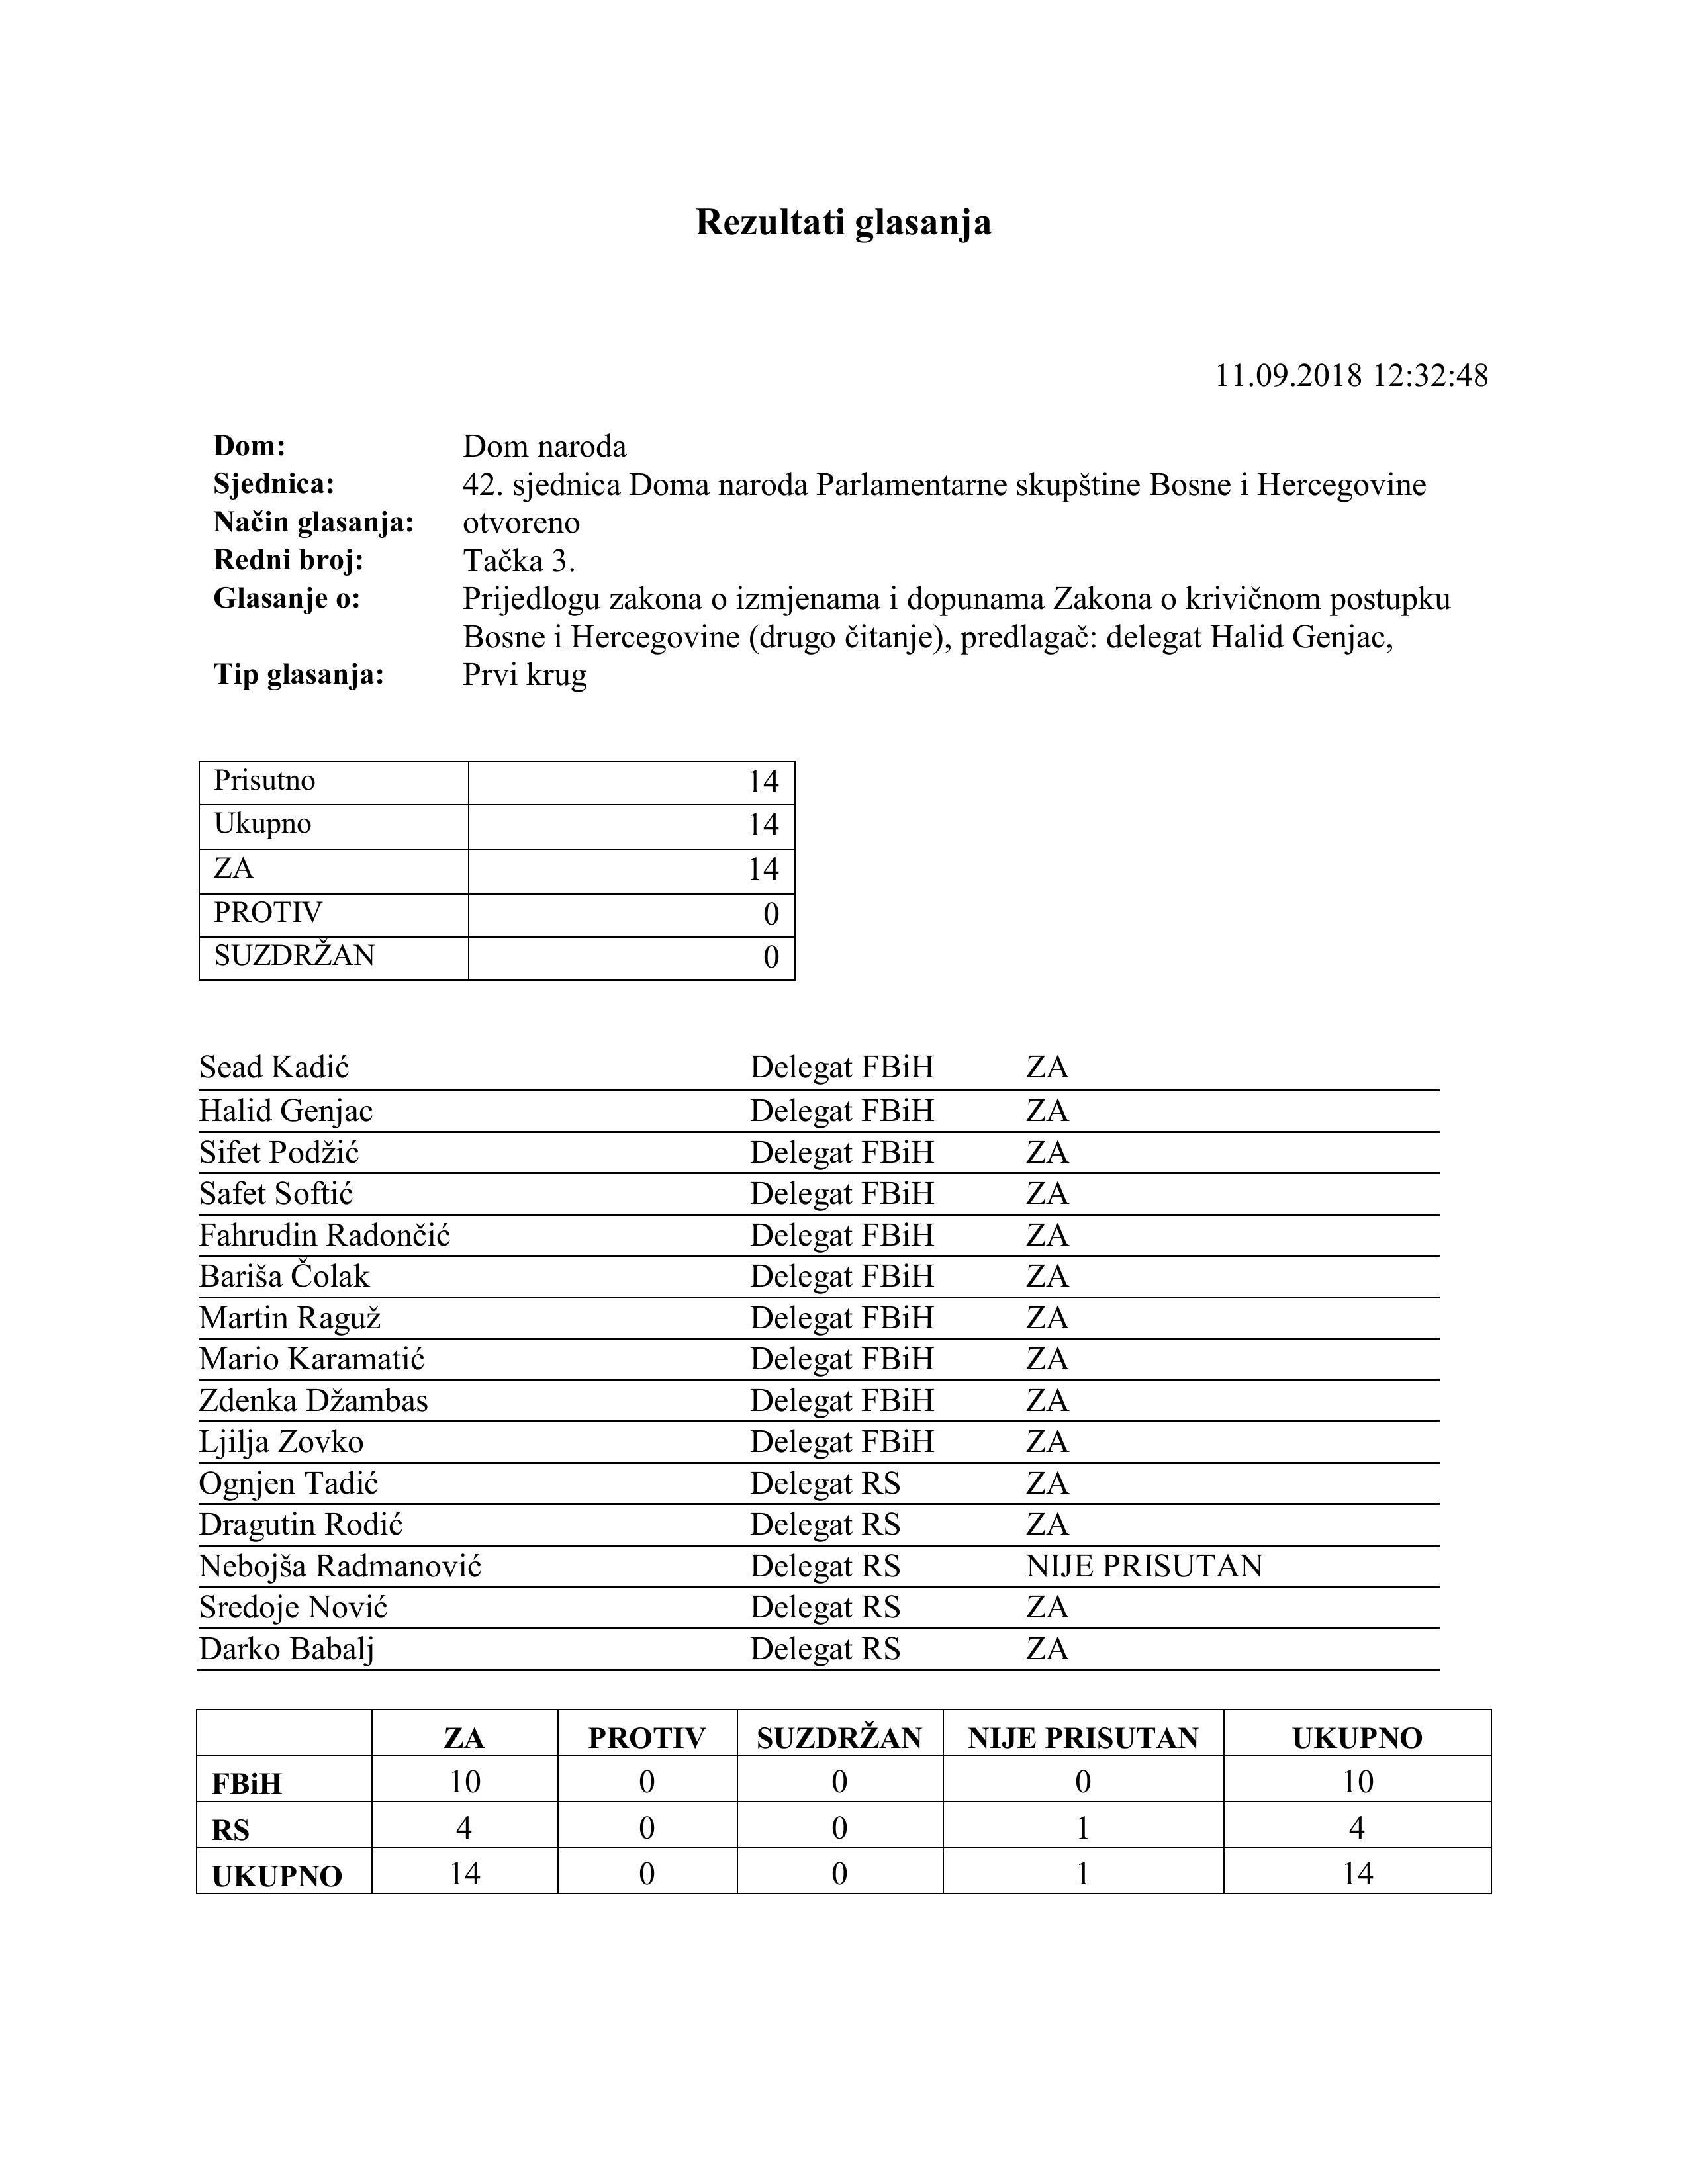 Rezultati glasanja
11.09.2018 12:32:48
Dom: Dom naroda
Sjednica: 42. sjednica Doma naroda Parlamentarne skupštine Bosne i Hercegovine
Način glasanja: otvoreno
Redni broj: Tačka 3.
Glasanje o: Prijedlogu zakona o izmjenama i dopunama Zakona o krivičnom postupku
Bosne i Hercegovine (drugo čitanje), predlagač: delegat Halid Genjac,
Tip glasanja: Prvi krug
Prisutno 14
Ukupno 14
ZA 14
PROTIV 0
SUZDRŽAN 0
Sead Kadić Delegat FBiH ZA
Halid Genjac Delegat FBiH ZA
Sifet Podžić Delegat FBiH ZA
Safet Softić Delegat FBiH ZA
Fahrudin Radončić Delegat FBiH ZA
Bariša Čolak Delegat FBiH ZA
Martin Raguž Delegat FBiH ZA
Mario Karamatić Delegat FBiH ZA
Zdenka Džambas Delegat FBiH ZA
Ljilja Zovko Delegat FBiH ZA
Ognjen Tadić Delegat RS ZA
Dragutin Rodić Delegat RS ZA
Nebojša Radmanović Delegat RS NIJE PRISUTAN
Sredoje Nović Delegat RS ZA
Darko Babalj Delegat RS ZA
ZA PROTIV SUZDRŽAN NIJE PRISUTAN UKUPNO
FBiH 10 0 0 0 10
RS 4 0 0 1 4
UKUPNO 14 0 0 1 14